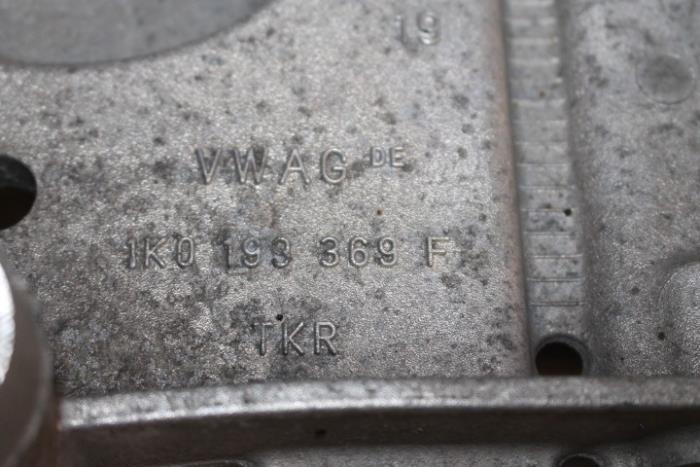 19
VWAG DE
1K0 193 369 F
TKR